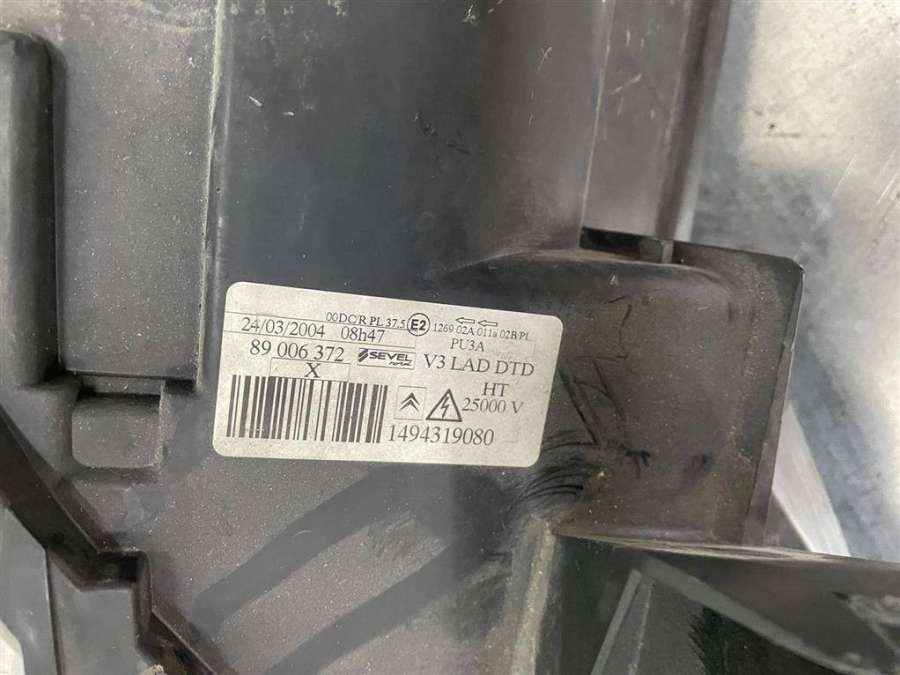 00DCR PL 37.5 E2 1269 02A 011a 02B/PL
24/03/2004 08h47 PU3A
89 006 372 SEVEL V3 LAD DTD
X HT
25000 V
1494319080